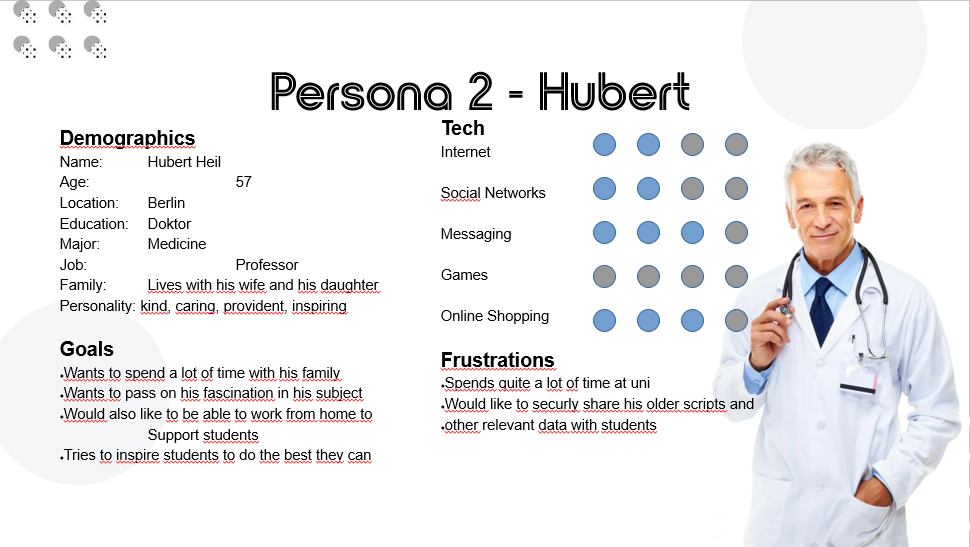 Persona 2 - Hubert
Demographics
Name: Hubert Heil
Age: 57
Location: Berlin
Education: Doktor
Major: Medicine
Job: Professor
Family: Lives with his wife and his daughter
Personality: kind, caring, provident, inspiring
Goals
•Wants to spend a lot of time with his family
•Wants to pass on his fascination in his subject
•Would also like to be able to work from home to
Support students
•Tries to inspire students to do the best they can
Tech
Internet
Social Networks
Messaging
Games
Online Shopping
Frustrations
•Spends quite a lot of time at uni
•Would like to securly share his older scripts and
•other relevant data with students